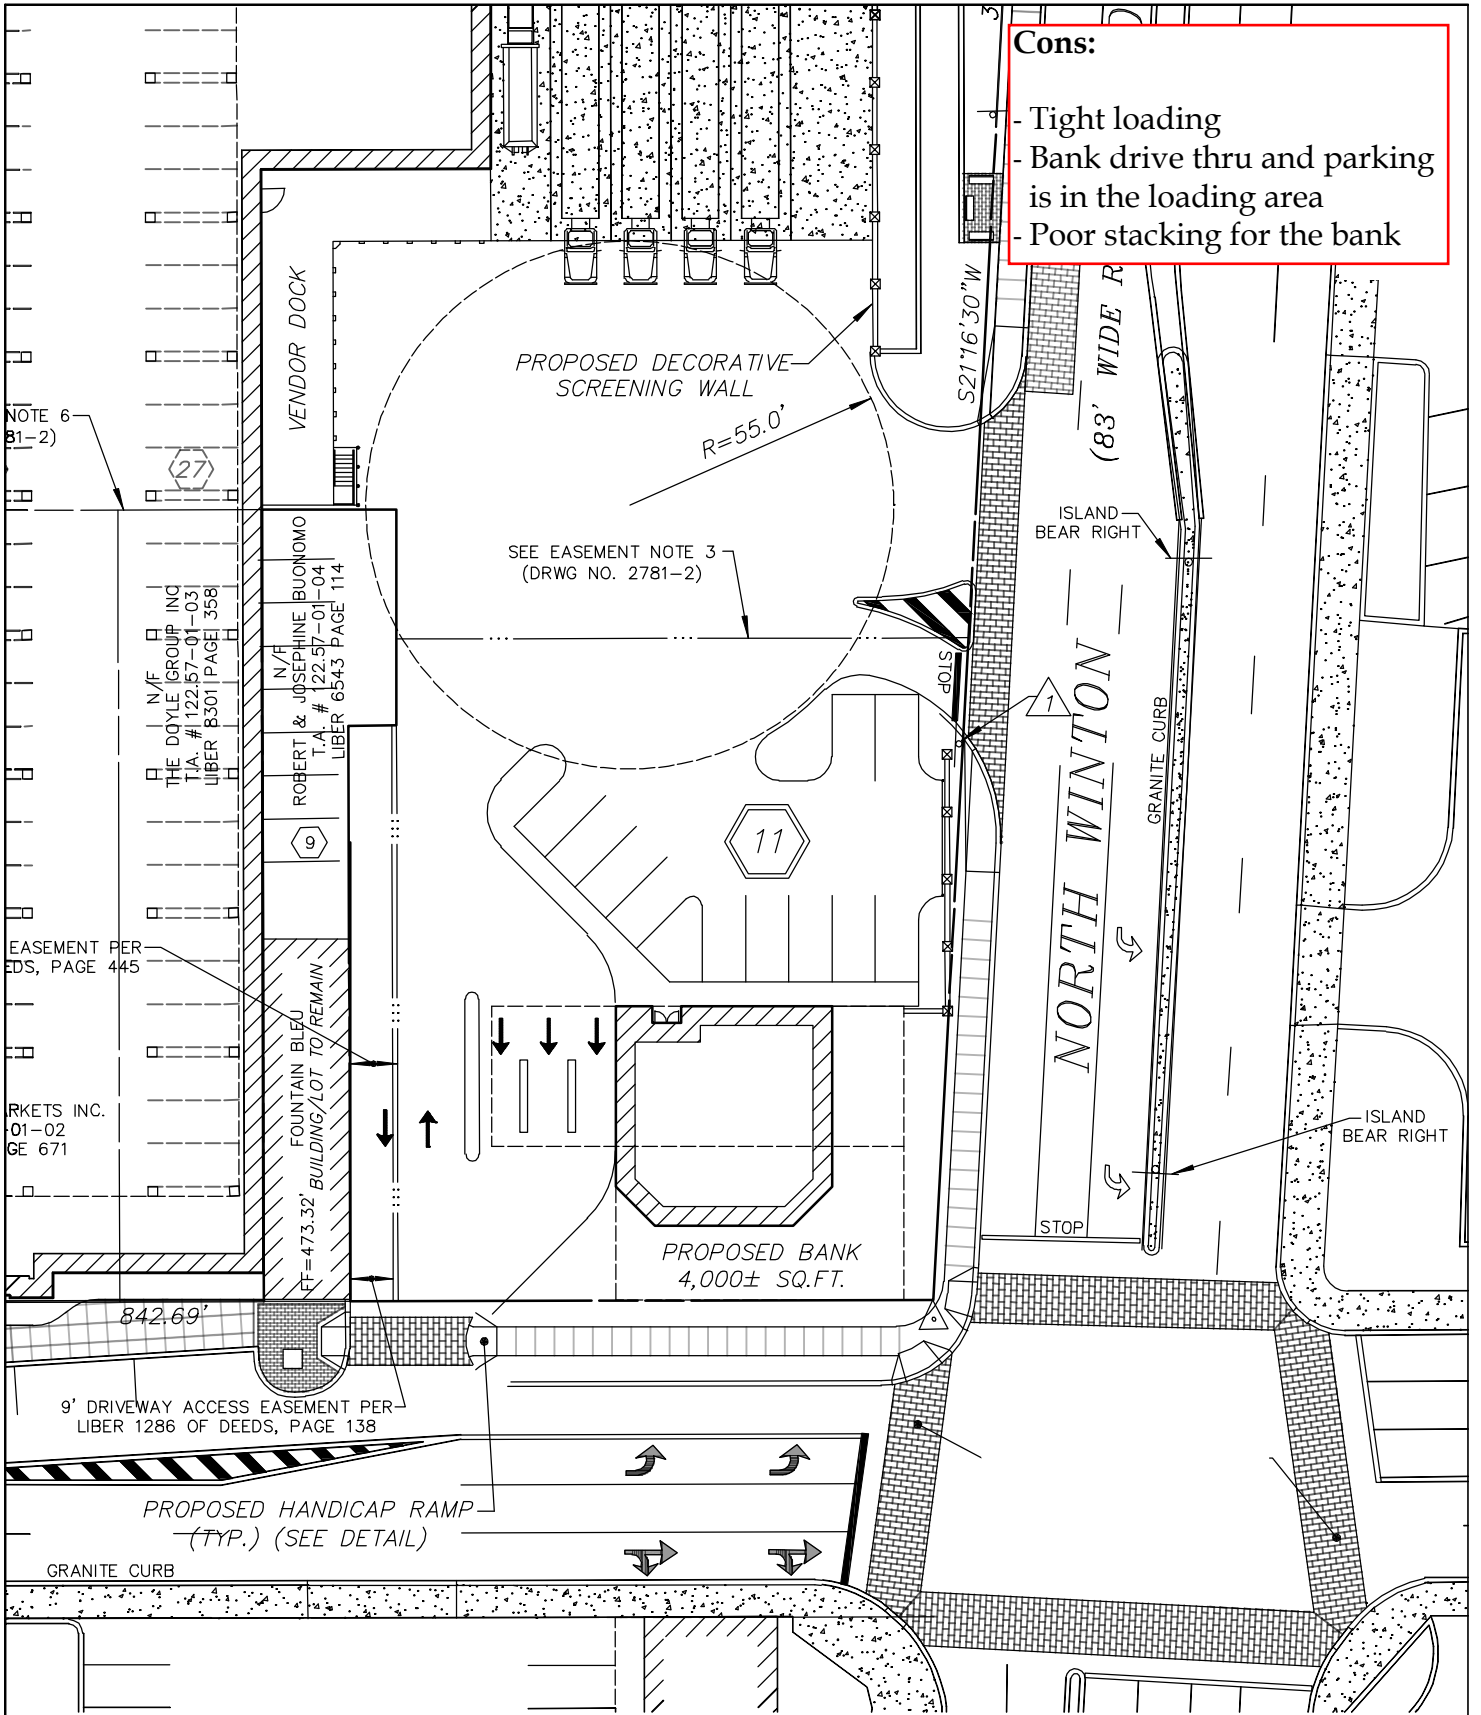 Cons:
- Tight loading
- Bank drive thru and parking
is in the loading area
- Poor stacking for the bank
3
S21°16'30"W
(83' WIDE R
VENDOR DOCK
PROPOSED DECORATIVE
SCREENING WALL
R=55.0'
NOTE 6
81-2)
27
ISLAND
BEAR RIGHT
SEE EASEMENT NOTE 3
(DRWG NO. 2781-2)
N/F
THE DOYLE GROUP INC
T.A. # 122.57-01-03
LIBER 8301 PAGE 358
N/F
ROBERT & JOSEPHINE BUONOMO
T.A. # 122.57-01-04
LIBER 6543 PAGE 114
STOP
1
NORTH WINTON
GRANITE CURB
9
11
EASEMENT PER
EDS, PAGE 445
FOUNTAIN BLEU
BUILDING/LOT TO REMAIN
FF=473.32'
ARKETS INC.
-01-02
GE 671
ISLAND
BEAR RIGHT
STOP
PROPOSED BANK
4,000± SQ.FT.
842.69'
9' DRIVEWAY ACCESS EASEMENT PER
LIBER 1286 OF DEEDS, PAGE 138
PROPOSED HANDICAP RAMP
(TYP.) (SEE DETAIL)
GRANITE CURB